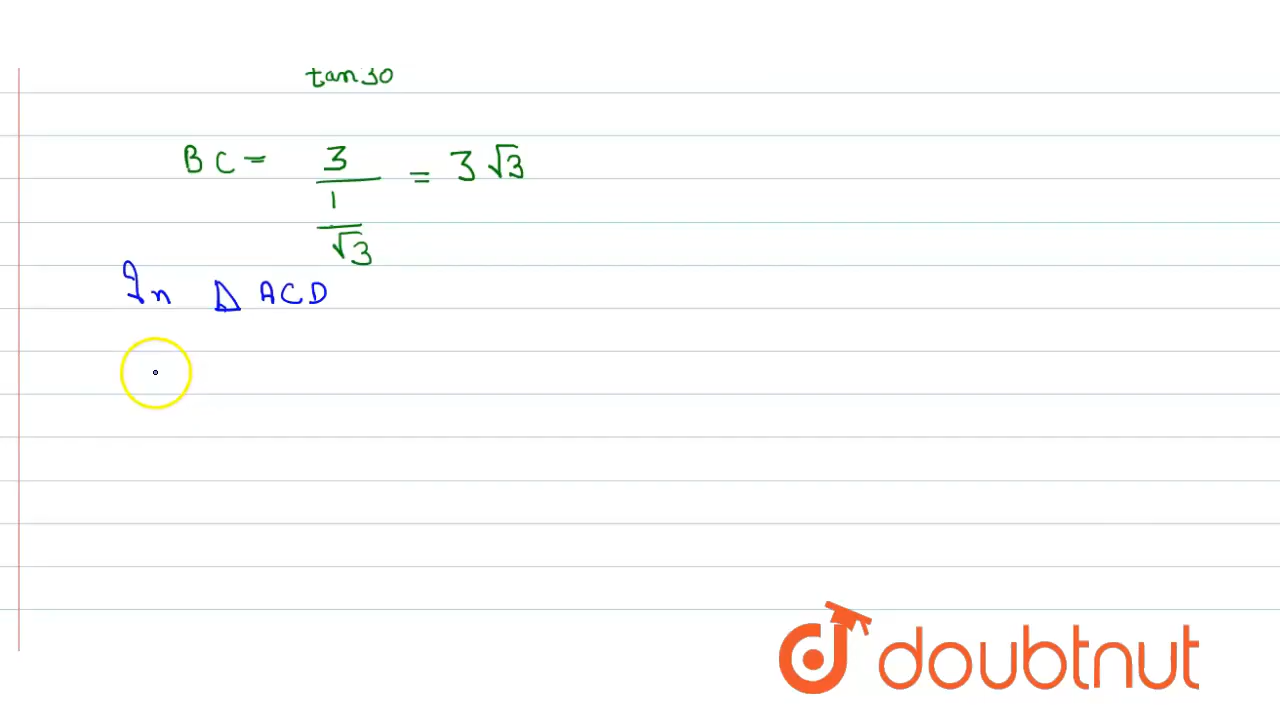 tan 30
BC = 3 / 1/√3 = 3√3
In Δ ACD
doubtnut